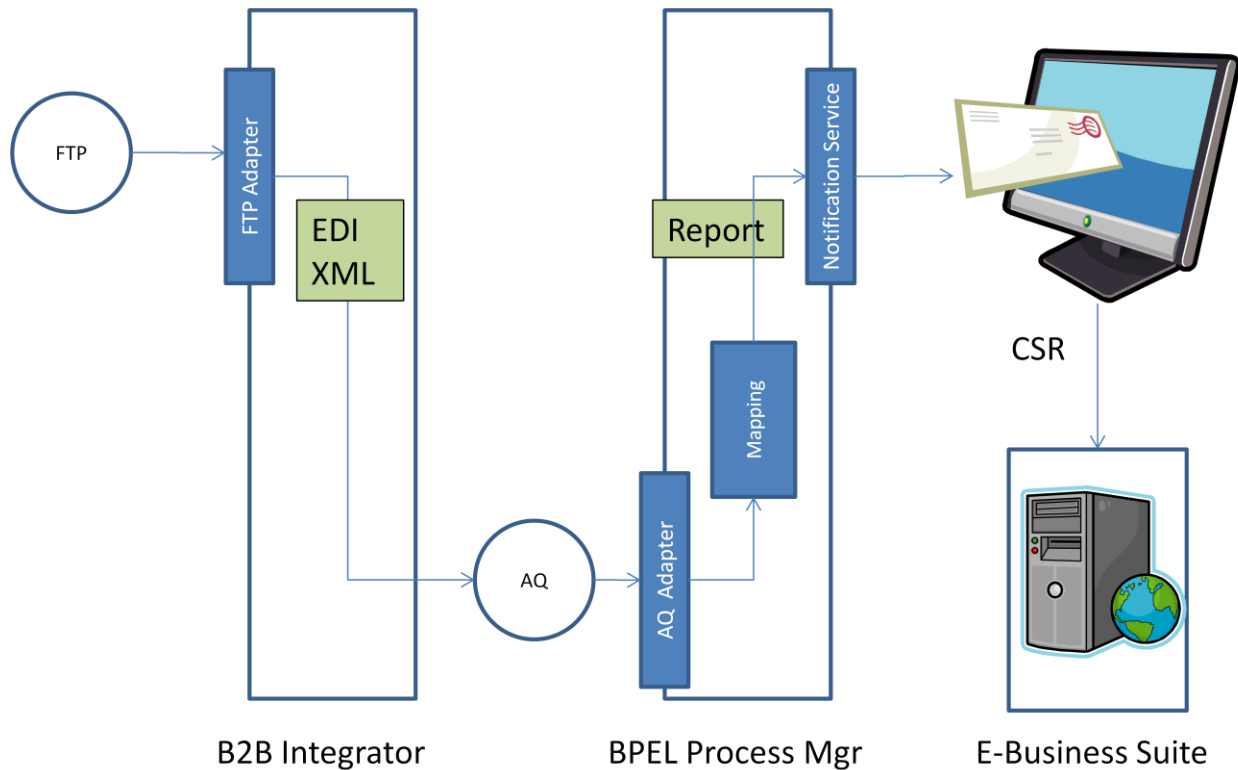 FTP
FTP Adapter
EDI
XML
Report
Notification Service
CSR
Mapping
AQ
AQ Adapter
B2B Integrator
BPEL Process Mgr
E-Business Suite